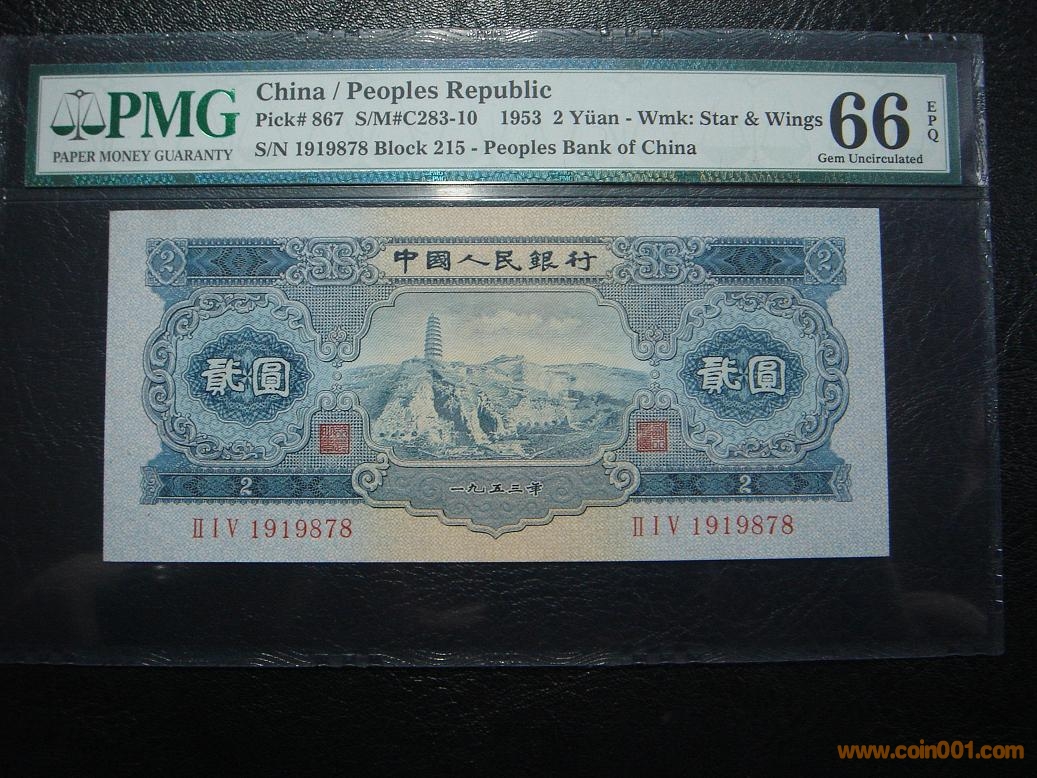 PMG
PAPER MONEY GUARANTY
China / Peoples Republic
Pick# 867 S/M#C283-10 1953 2 Yüan - Wmk: Star & Wings
S/N 1919878 Block 215 - Peoples Bank of China
66
EPQ
Gem Uncirculated
2
中國人民銀行
2
貳圓
貳圓
2
一九五三年
2
II I V 1919878
II I V 1919878
www.coin001.com